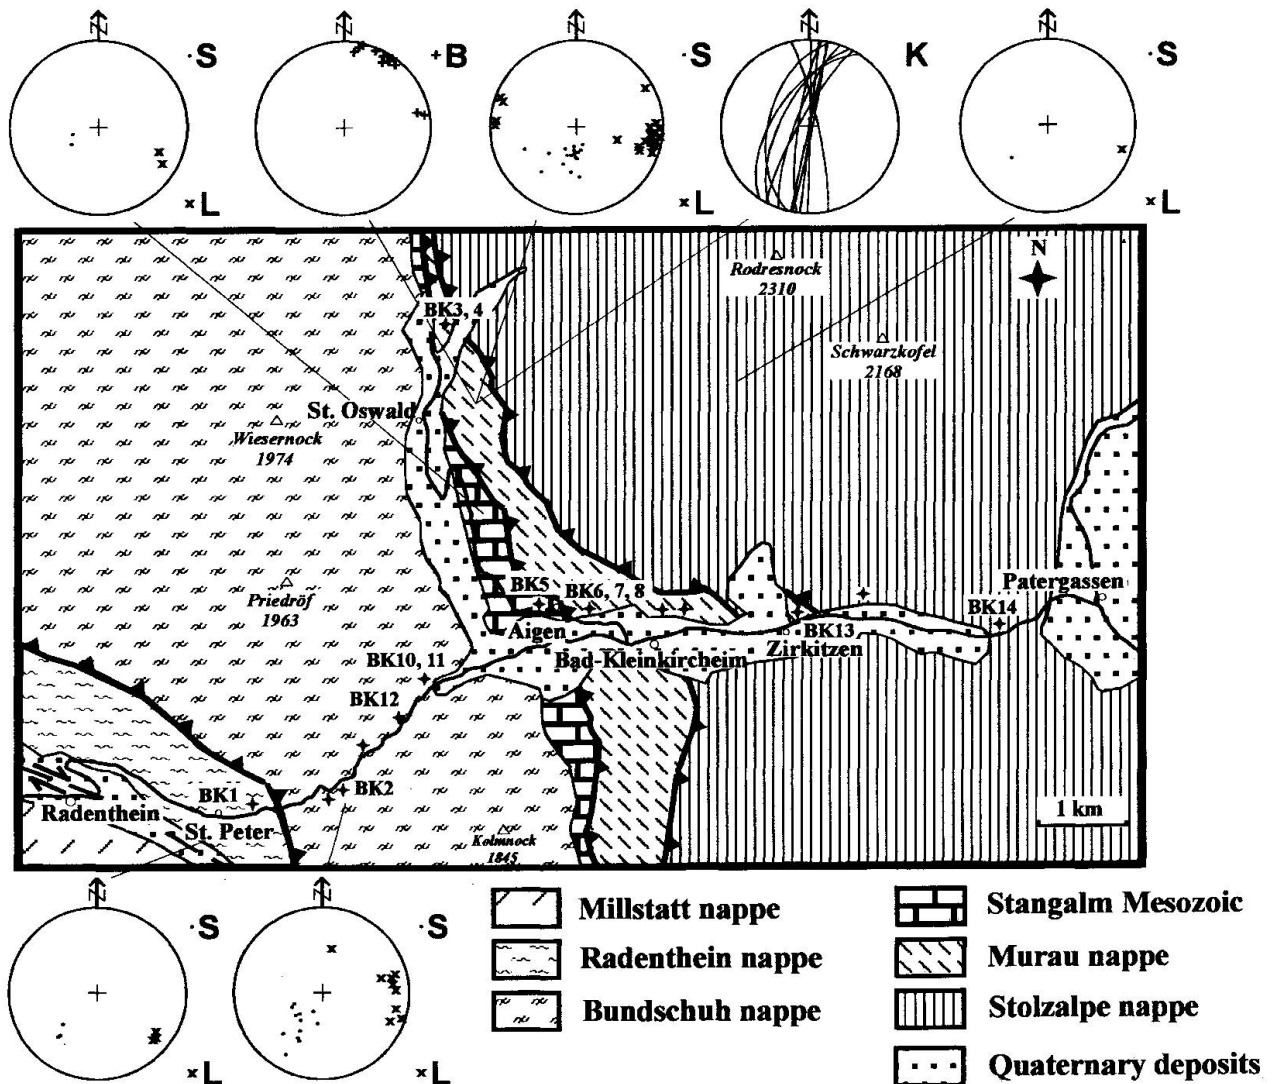 N
N
N
N
N
S
B
S
K
S
L
L
L
N
Rodresnock
2310
BK3, 4
Schwarzkofel
2168
St. Oswald
Wiesernock
1974
Patergassen
BK5
BK6, 7, 8
Priedröf
1963
BK14
Aigen
BK13
Zirkitzen
Bad-Kleinkircheim
BK10, 11
BK12
BK2
BK1
1 km
Radenthein
St. Peter
Kolmnock
1845
N
N
S
S
L
L
Millstatt nappe
Radenthein nappe
Bundschuh nappe
Stangalm Mesozoic
Murau nappe
Stolzalpe nappe
Quaternary deposits